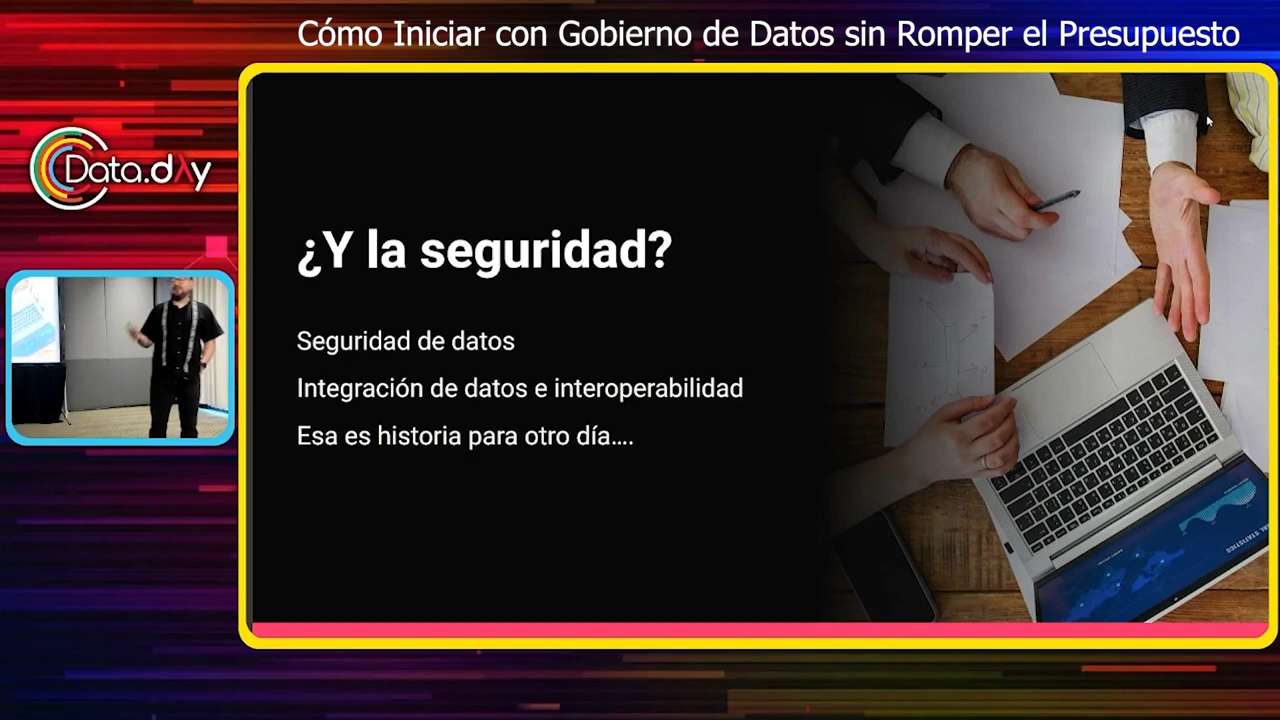 Cómo Iniciar con Gobierno de Datos sin Romper el Presupuesto
Data.dΛy
¿Y la seguridad?
Seguridad de datos
Integración de datos e interoperabilidad
Esa es historia para otro día....